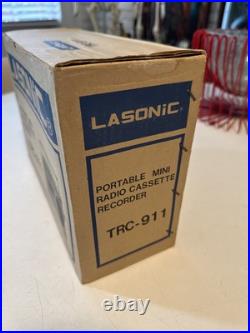 LASONIC®
PORTABLE MINI
RADIO CASSETTE
RECORDER
TRC-911